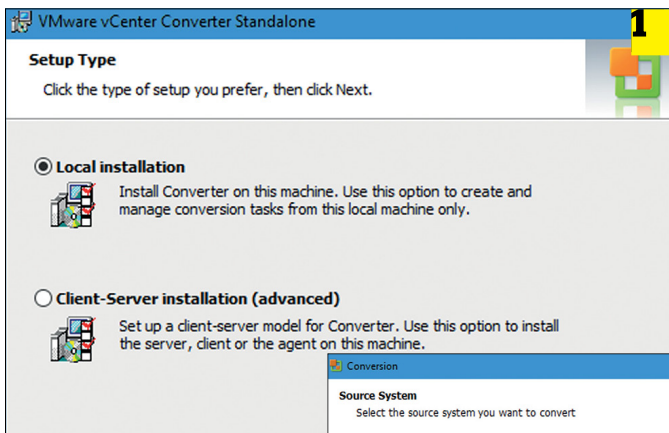 VMware vCenter Converter Standalone
1
Setup Type
Click the type of setup you prefer, then click Next.
Local installation
Install Converter on this machine. Use this option to create and
manage conversion tasks from this local machine only.
Client-Server installation (advanced)
Set up a client-server model for Converter. Use this option to install
the server, client or the agent on this machine.
Conversion
Source System
Select the source system you want to convert